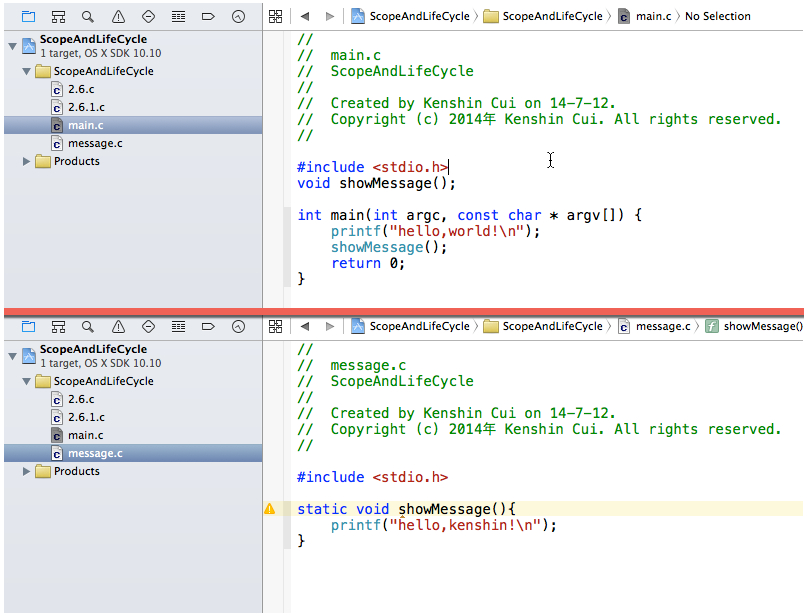 ScopeAndLifeCycle
1 target, OS X SDK 10.10
ScopeAndLifeCycle
2.6.c
2.6.1.c
main.c
message.c
Products
ScopeAndLifeCycle 〉 ScopeAndLifeCycle 〉 main.c 〉 No Selection
//
//  main.c
//  ScopeAndLifeCycle
//
//  Created by Kenshin Cui on 14-7-12.
//  Copyright (c) 2014年 Kenshin Cui. All rights reserved.
//
#include <stdio.h>
void showMessage();
int main(int argc, const char * argv[]) {
    printf("hello,world!\n");
    showMessage();
    return 0;
}
ScopeAndLifeCycle
1 target, OS X SDK 10.10
ScopeAndLifeCycle
2.6.c
2.6.1.c
main.c
message.c
Products
ScopeAndLifeCycle 〉 ScopeAndLifeCycle 〉 message.c 〉 f showMessage()
//
//  message.c
//  ScopeAndLifeCycle
//
//  Created by Kenshin Cui on 14-7-12.
//  Copyright (c) 2014年 Kenshin Cui. All rights reserved.
//
#include <stdio.h>
static void showMessage(){
    printf("hello,kenshin!\n");
}